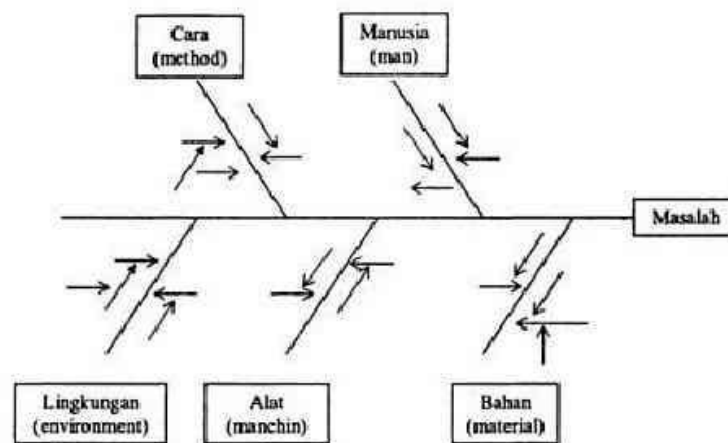 Cara
(method)
Manusia
(man)
Masalah
Lingkungan
(environment)
Alat
(manchin)
Bahan
(material)